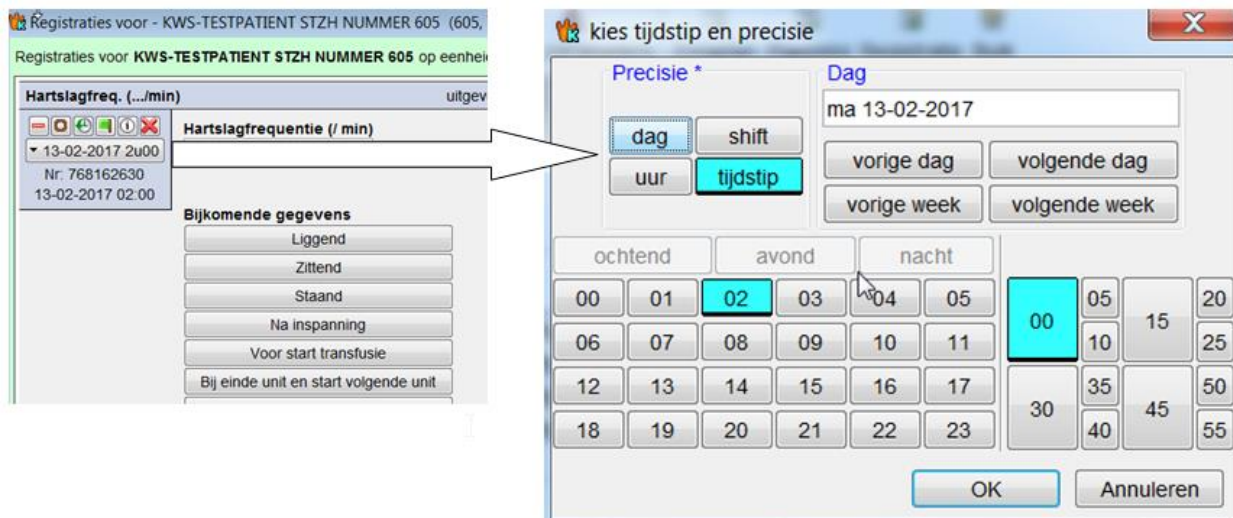 Registraties voor - KWS-TESTPATIENT STZH NUMMER 605 (605,
Registraties voor KWS-TESTPATIENT STZH NUMMER 605 op eenhei
Hartslagfreq. (.../min) uitgev
Hartslagfrequentie (/ min)
13-02-2017 2u00
Nr: 768162630
13-02-2017 02:00
Bijkomende gegevens
Liggend
Zittend
Staand
Na inspanning
Voor start transfusie
Bij einde unit en start volgende unit
kies tijdstip en precisie
Precisie * Dag
ma 13-02-2017
dag shift
uur tijdstip
vorige dag volgende dag
vorige week volgende week
ochtend avond nacht
00 01 02 03 04 05
06 07 08 09 10 11
12 13 14 15 16 17
18 19 20 21 22 23
00 05 10 15 20 25
30 35 40 45 50 55
OK Annuleren